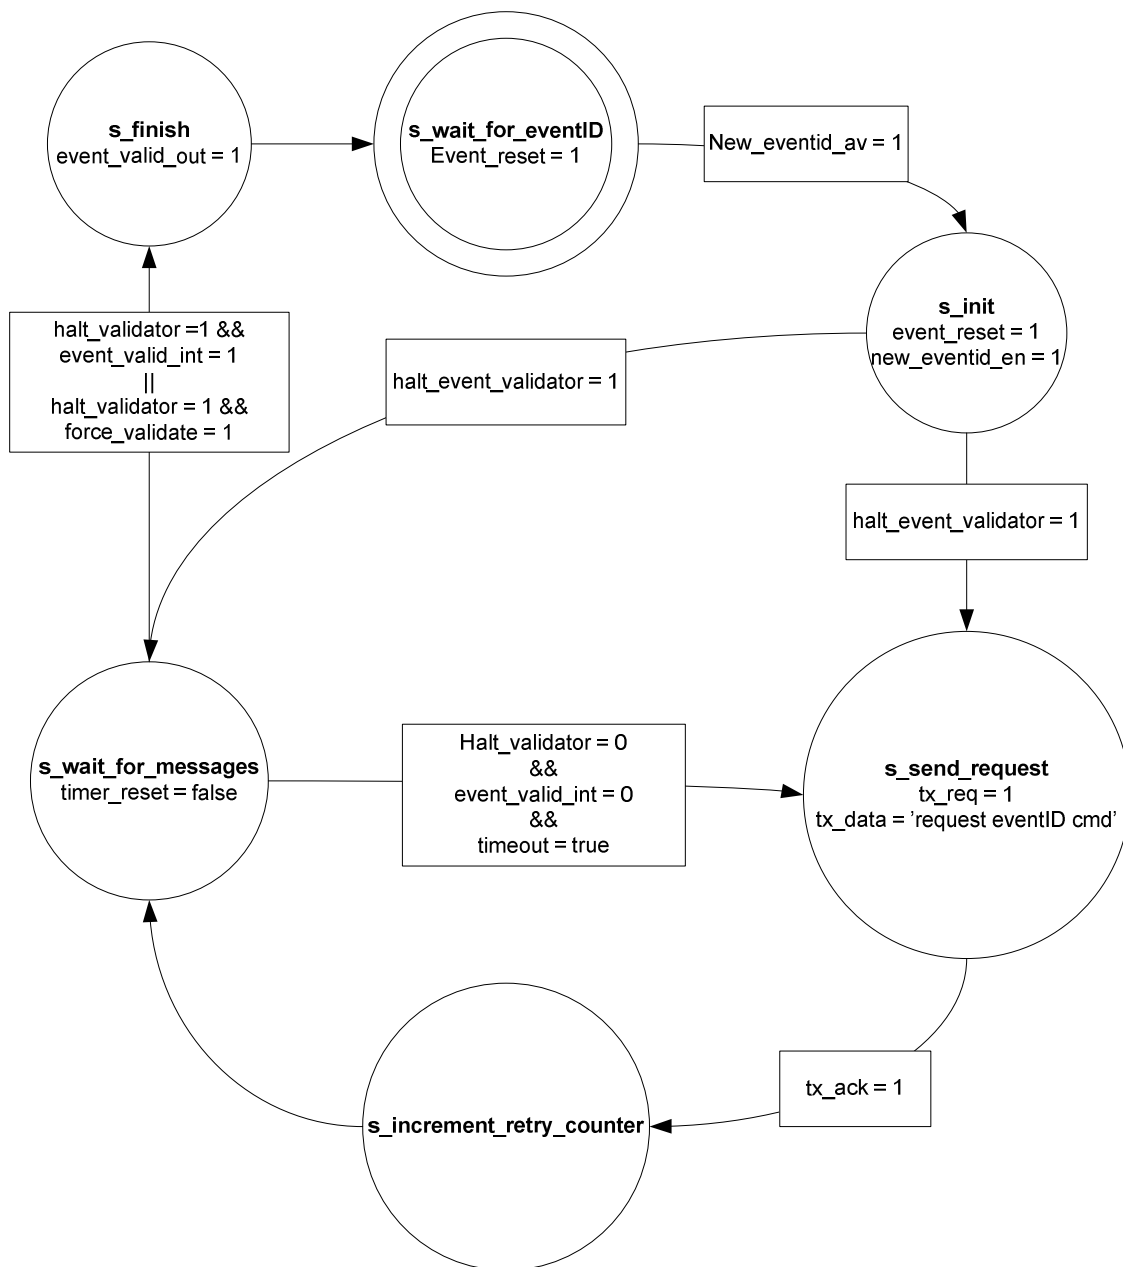 s_finish
event_valid_out = 1
s_wait_for_eventID
Event_reset = 1
New_eventid_av = 1
s_init
event_reset = 1
new_eventid_en = 1
halt_validator =1 &&
event_valid_int = 1
||
halt_validator = 1 &&
force_validate = 1
halt_event_validator = 1
halt_event_validator = 1
s_wait_for_messages
timer_reset = false
Halt_validator = 0
&&
event_valid_int = 0
&&
timeout = true
s_send_request
tx_req = 1
tx_data = 'request eventID cmd'
tx_ack = 1
s_increment_retry_counter